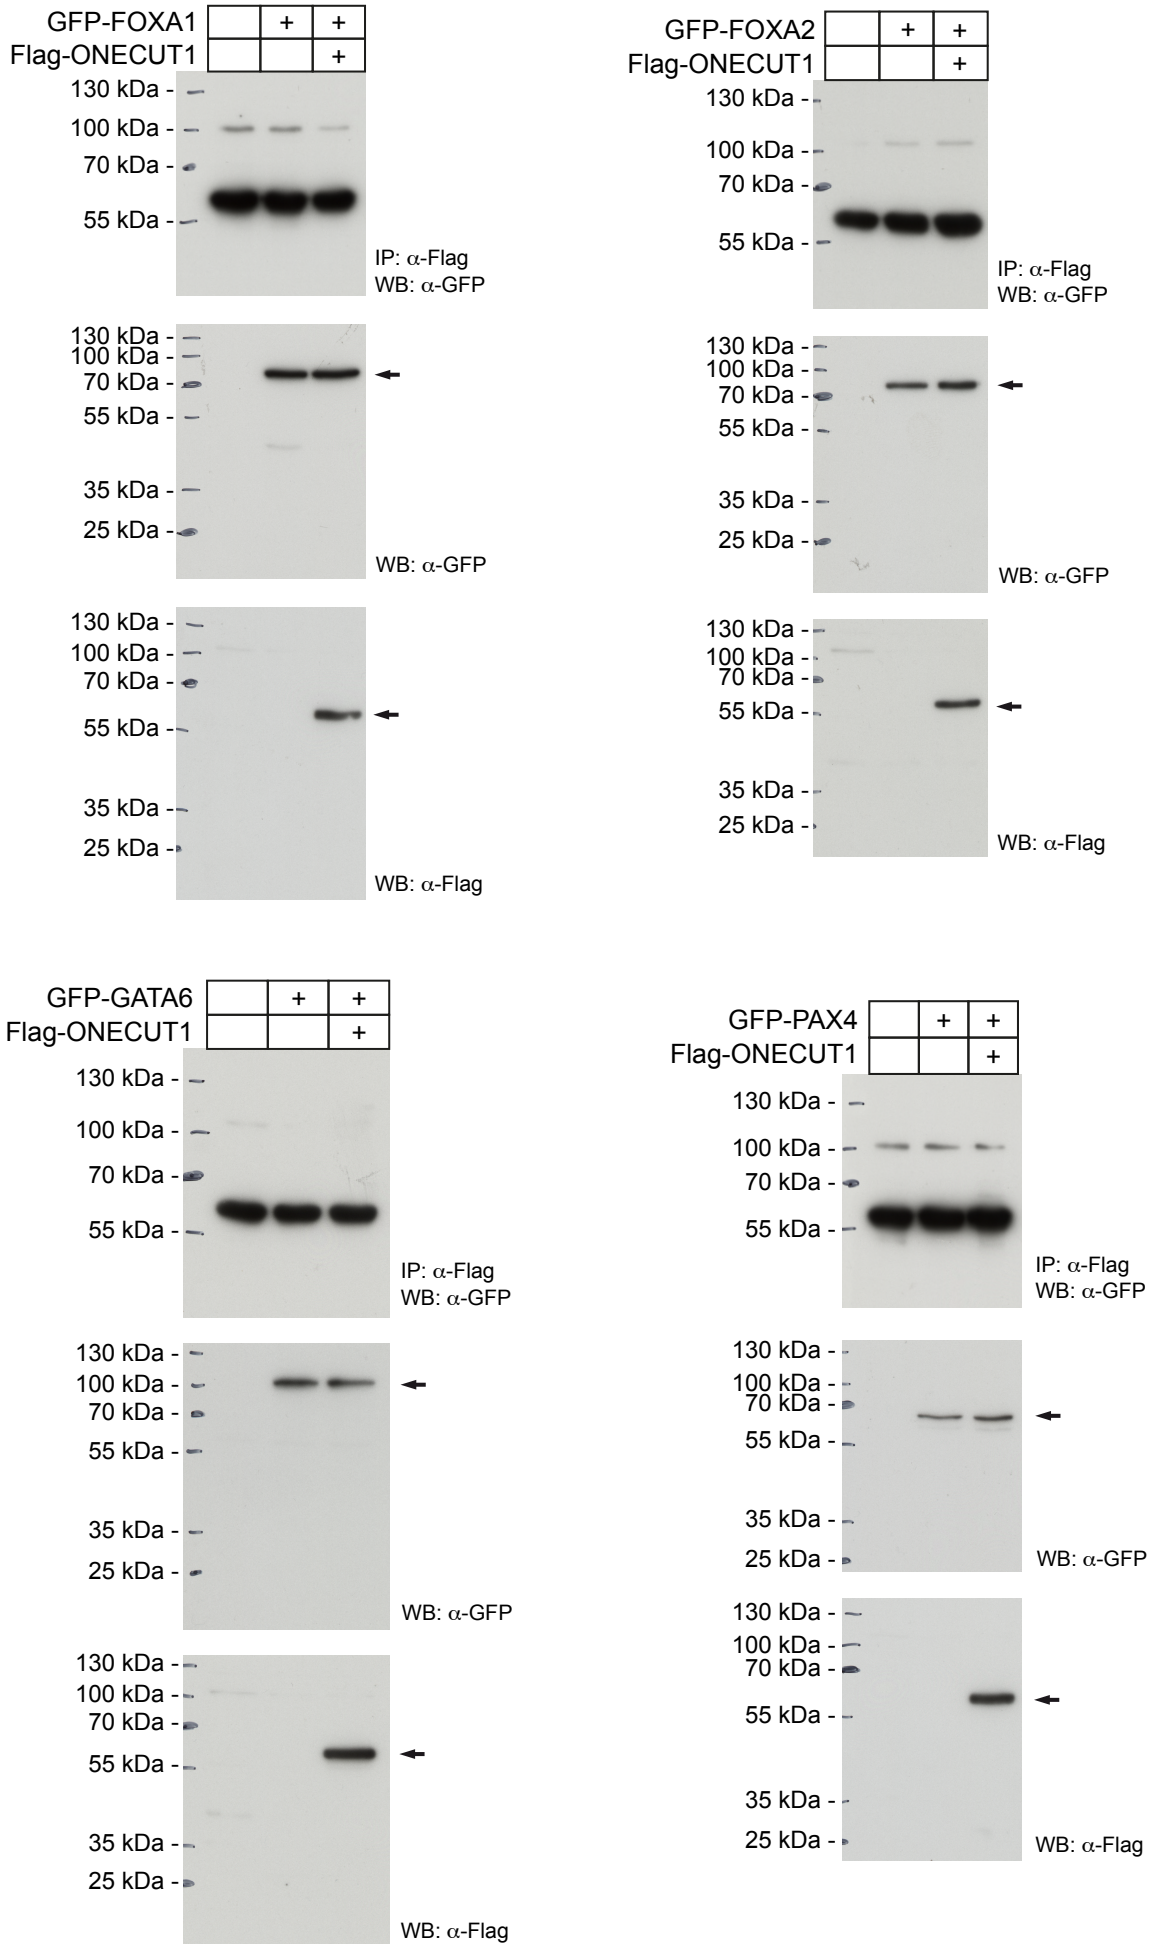 GFP-FOXA1 + +
Flag-ONECUT1 +
130 kDa -
100 kDa -
70 kDa -
55 kDa -
IP: α-Flag
WB: α-GFP
130 kDa -
100 kDa -
70 kDa -
55 kDa -
35 kDa -
25 kDa -
WB: α-GFP
130 kDa -
100 kDa -
70 kDa -
55 kDa -
35 kDa -
25 kDa -
WB: α-Flag
GFP-FOXA2 + +
Flag-ONECUT1 +
130 kDa -
100 kDa -
70 kDa -
55 kDa -
IP: α-Flag
WB: α-GFP
130 kDa -
100 kDa -
70 kDa -
55 kDa -
35 kDa -
25 kDa -
WB: α-GFP
130 kDa -
100 kDa -
70 kDa -
55 kDa -
35 kDa -
25 kDa -
WB: α-Flag
GFP-GATA6 + +
Flag-ONECUT1 +
130 kDa -
100 kDa -
70 kDa -
55 kDa -
IP: α-Flag
WB: α-GFP
130 kDa -
100 kDa -
70 kDa -
55 kDa -
35 kDa -
25 kDa -
WB: α-GFP
130 kDa -
100 kDa -
70 kDa -
55 kDa -
35 kDa -
25 kDa -
WB: α-Flag
GFP-PAX4 + +
Flag-ONECUT1 +
130 kDa -
100 kDa -
70 kDa -
55 kDa -
IP: α-Flag
WB: α-GFP
130 kDa -
100 kDa -
70 kDa -
55 kDa -
35 kDa -
25 kDa -
WB: α-GFP
130 kDa -
100 kDa -
70 kDa -
55 kDa -
35 kDa -
25 kDa -
WB: α-Flag